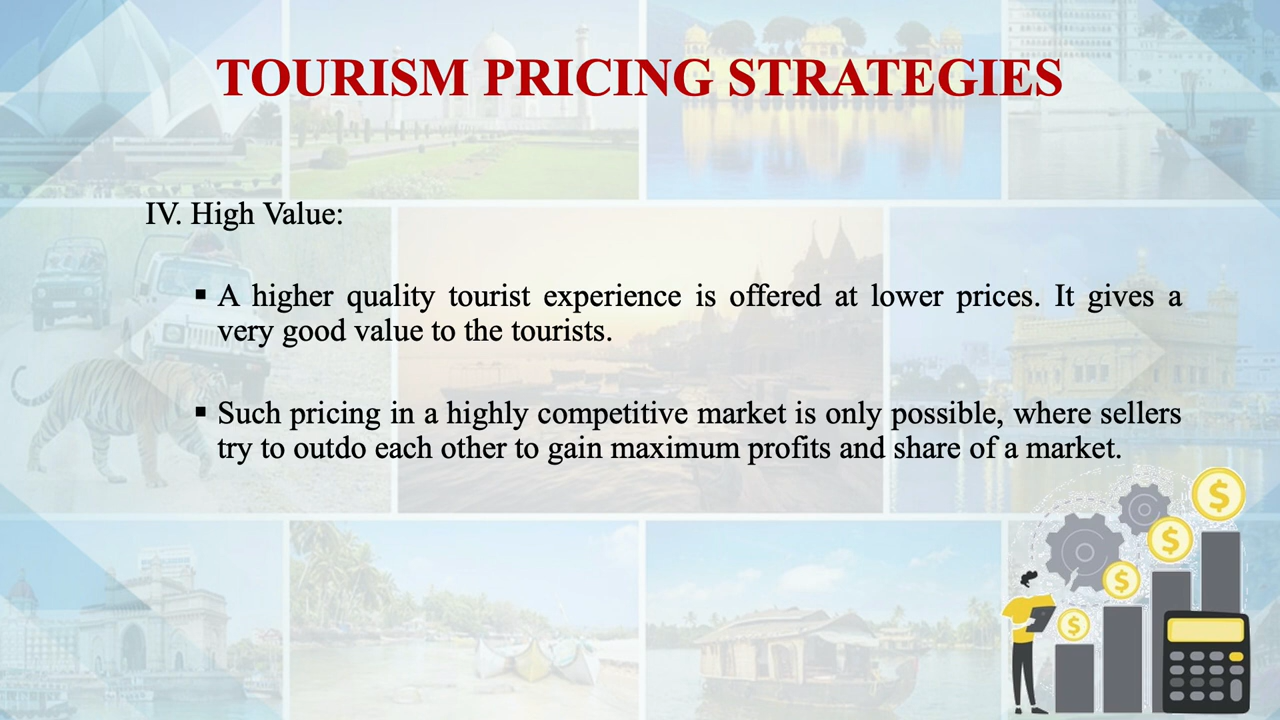 TOURISM PRICING STRATEGIES
IV. High Value:
▪ A higher quality tourist experience is offered at lower prices. It gives a
very good value to the tourists.
▪ Such pricing in a highly competitive market is only possible, where sellers
try to outdo each other to gain maximum profits and share of a market.
$
$
$
$